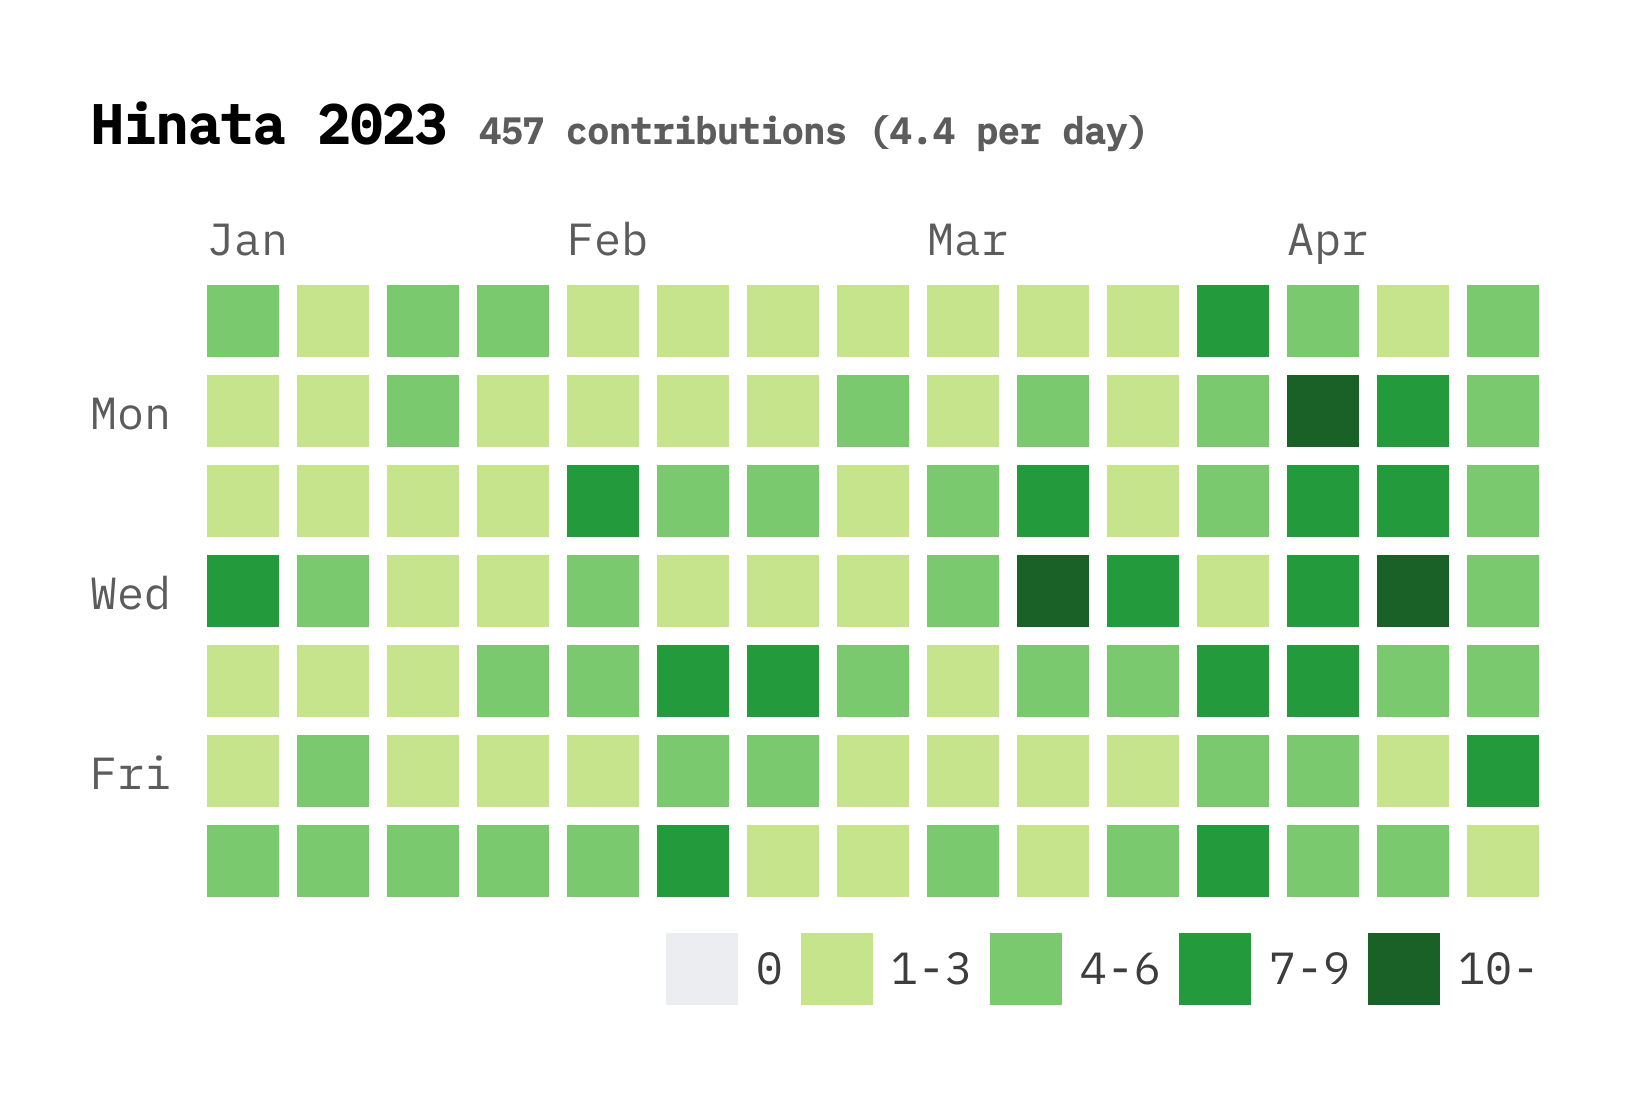 Hinata 2023 457 contributions (4.4 per day)
Jan Feb Mar Apr
Mon
Wed
Fri
0 1-3 4-6 7-9 10-